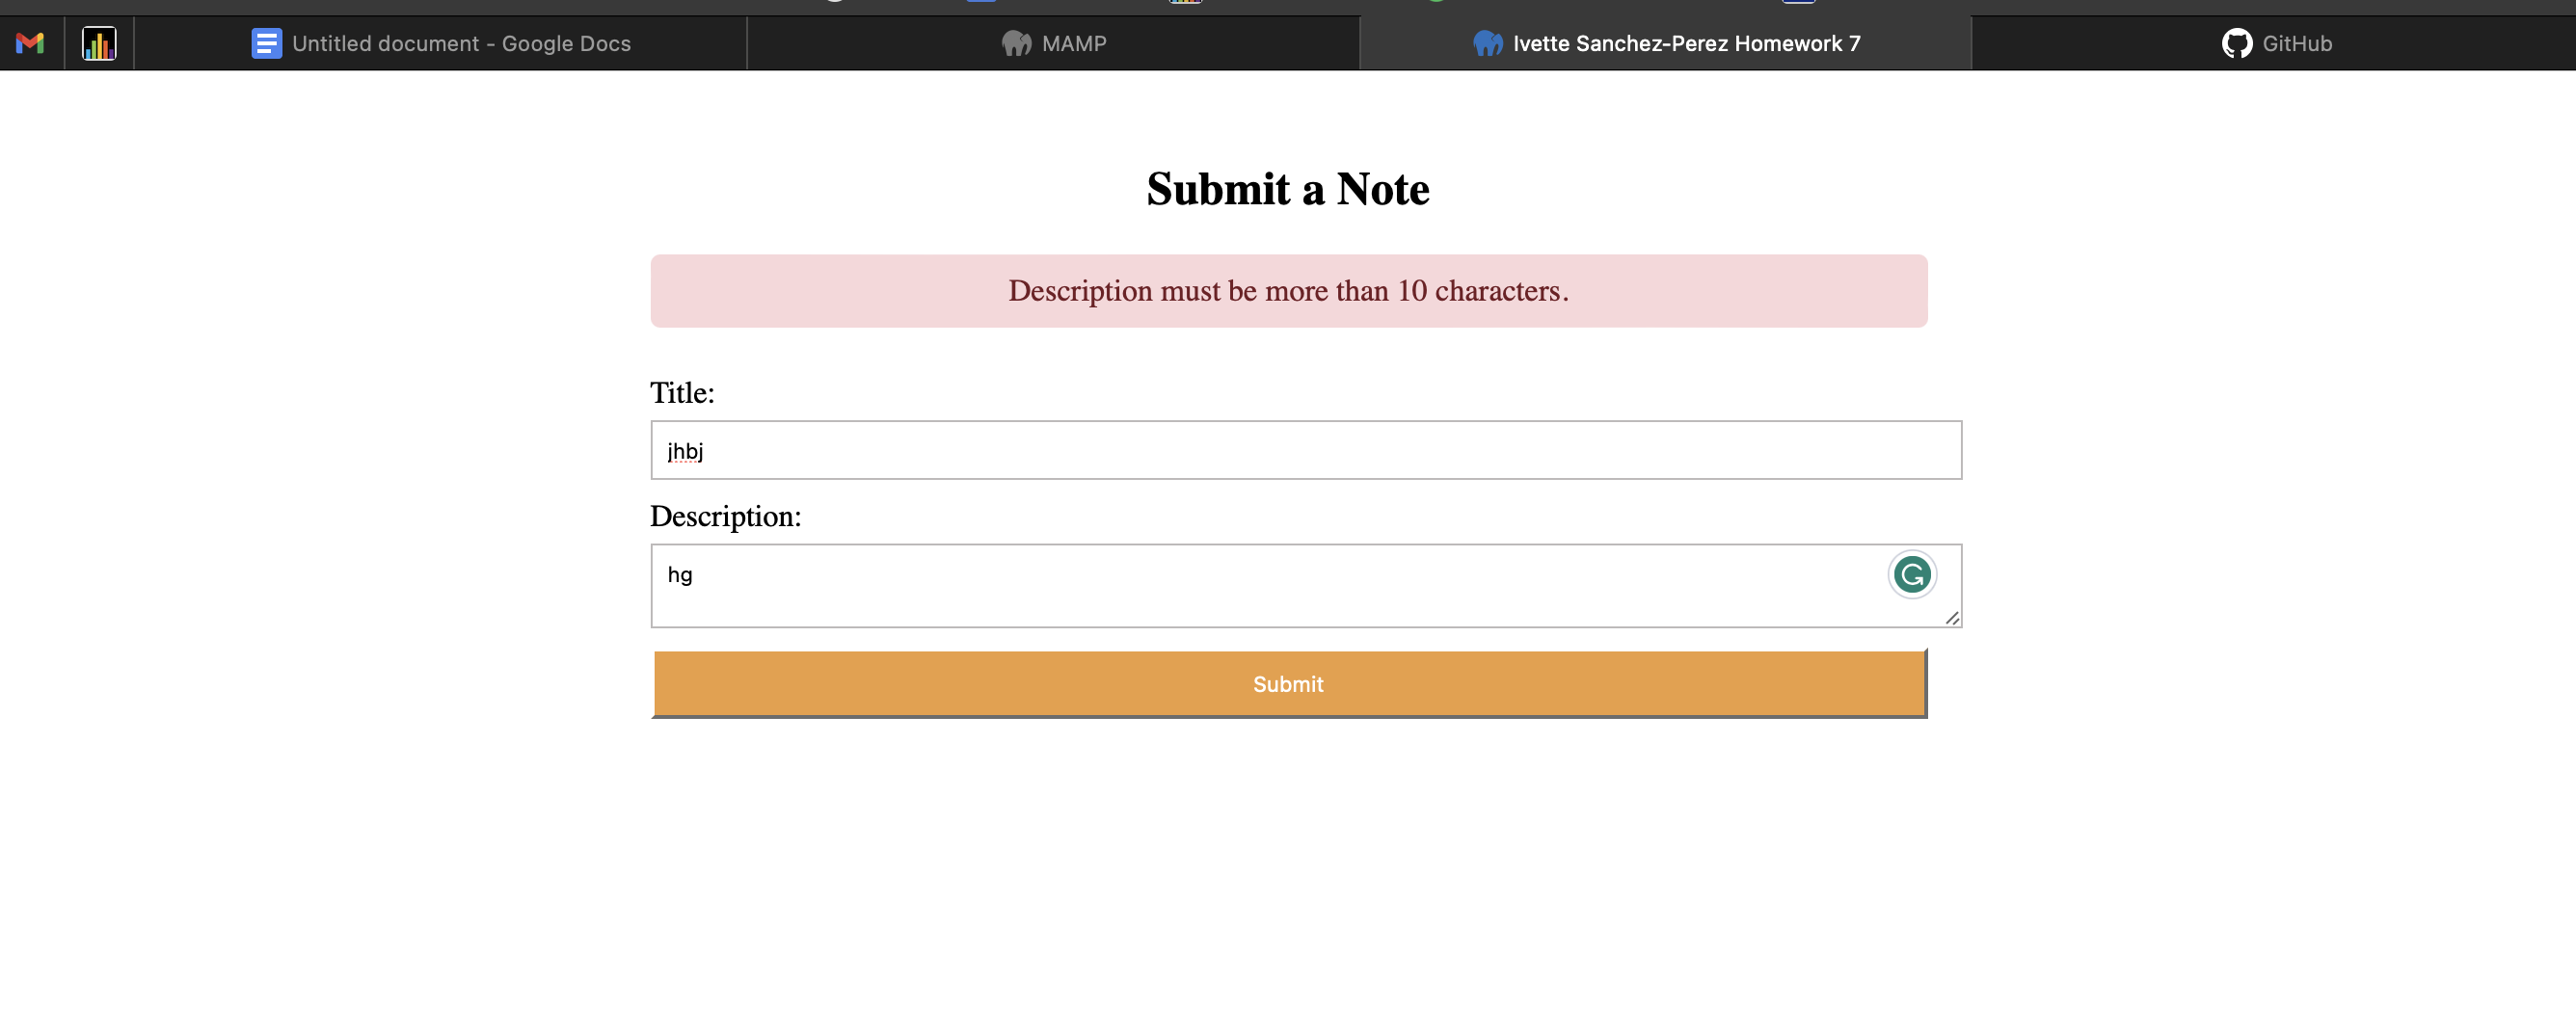 Untitled document - Google Docs
MAMP
Ivette Sanchez-Perez Homework 7
GitHub
Submit a Note
Description must be more than 10 characters.
Title:
jhbj
Description:
hg
Submit